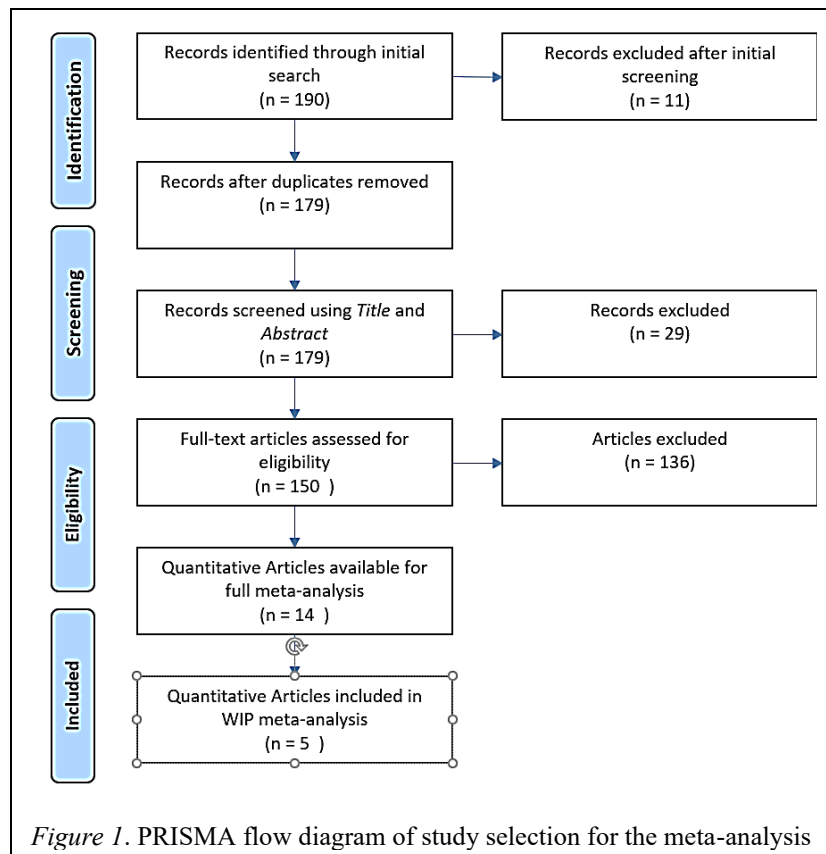 Identification
Records identified through initial
search
(n = 190)
Records excluded after initial
screening
(n = 11)
Records after duplicates removed
(n = 179)
Screening
Records screened using Title and
Abstract
(n = 179)
Records excluded
(n = 29)
Eligibility
Full-text articles assessed for
eligibility
(n = 150  )
Articles excluded
(n = 136)
Quantitative Articles available for
full meta-analysis
(n = 14  )
Included
Quantitative Articles included in
WIP meta-analysis
(n = 5  )
Figure 1. PRISMA flow diagram of study selection for the meta-analysis